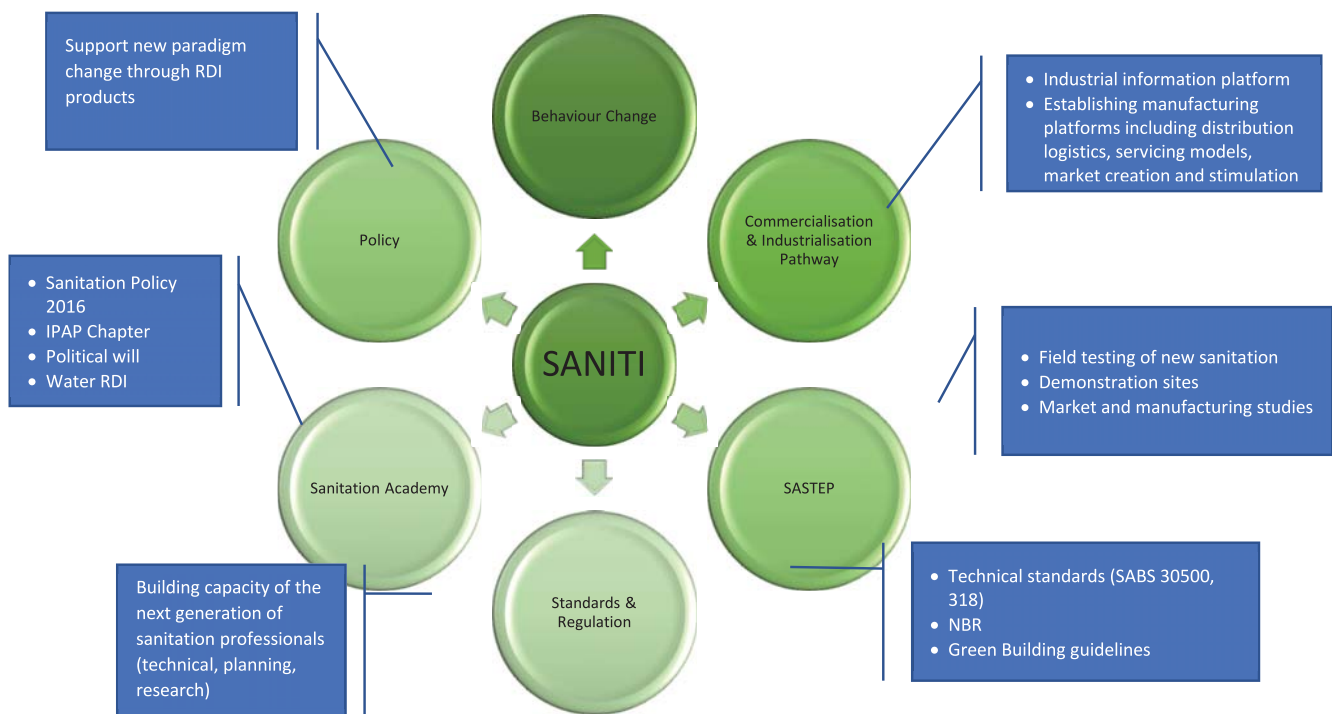 Support new paradigm
change through RDI
products
Behaviour Change
• Industrial information platform
• Establishing manufacturing
platforms including distribution
logistics, servicing models,
market creation and stimulation
Policy
Commercialisation
& Industrialisation
Pathway
• Sanitation Policy
2016
• IPAP Chapter
• Political will
• Water RDI
SANITI
• Field testing of new sanitation
• Demonstration sites
• Market and manufacturing studies
Sanitation Academy
SASTEP
Building capacity of the
next generation of
sanitation professionals
(technical, planning,
research)
Standards &
Regulation
• Technical standards (SABS 30500,
318)
• NBR
• Green Building guidelines